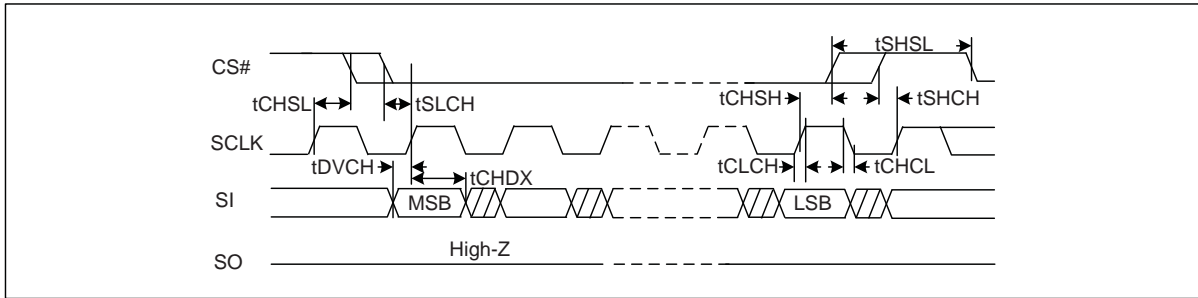 tSHSL
CS#
tCHSL
tSLCH
tCHSH
tSHCH
SCLK
tDVCH
tCHDX
tCLCH
tCHCL
SI
MSB
LSB
High-Z
SO